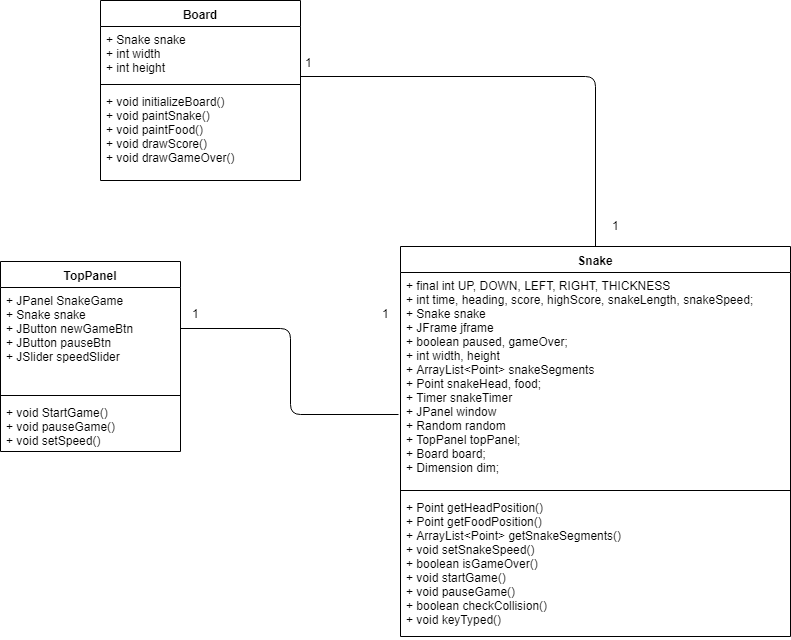 Board
+ Snake snake
+ int width
+ int height
+ void initializeBoard()
+ void paintSnake()
+ void paintFood()
+ void drawScore()
+ void drawGameOver()
1
1
TopPanel
+ JPanel SnakeGame
+ Snake snake
+ JButton newGameBtn
+ JButton pauseBtn
+ JSlider speedSlider
+ void StartGame()
+ void pauseGame()
+ void setSpeed()
1
1
Snake
+ final int UP, DOWN, LEFT, RIGHT, THICKNESS
+ int time, heading, score, highScore, snakeLength, snakeSpeed;
+ Snake snake
+ JFrame jframe
+ boolean paused, gameOver;
+ int width, height
+ ArrayList<Point> snakeSegments
+ Point snakeHead, food;
+ Timer snakeTimer
+ JPanel window
+ Random random
+ TopPanel topPanel;
+ Board board;
+ Dimension dim;
+ Point getHeadPosition()
+ Point getFoodPosition()
+ ArrayList<Point> getSnakeSegments()
+ void setSnakeSpeed()
+ boolean isGameOver()
+ void startGame()
+ void pauseGame()
+ boolean checkCollision()
+ void keyTyped()